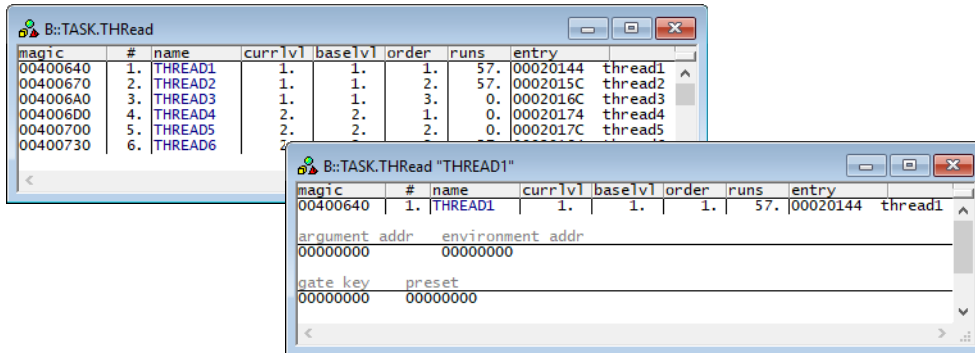 B::TASK.THRead
magic # name currlvl baselvl order runs entry
00400640 1. THREAD1 1. 1. 1. 57. 00020144 thread1
00400670 2. THREAD2 1. 1. 2. 57. 0002015C thread2
004006A0 3. THREAD3 1. 1. 3. 0. 0002016C thread3
004006D0 4. THREAD4 2. 2. 1. 0. 00020174 thread4
00400700 5. THREAD5 2. 2. 2. 0. 0002017C thread5
00400730 6. THREAD6
B::TASK.THRead "THREAD1"
magic # name currlvl baselvl order runs entry
00400640 1. THREAD1 1. 1. 1. 57. 00020144 thread1
argument addr environment addr
00000000 00000000
gate key preset
00000000 00000000